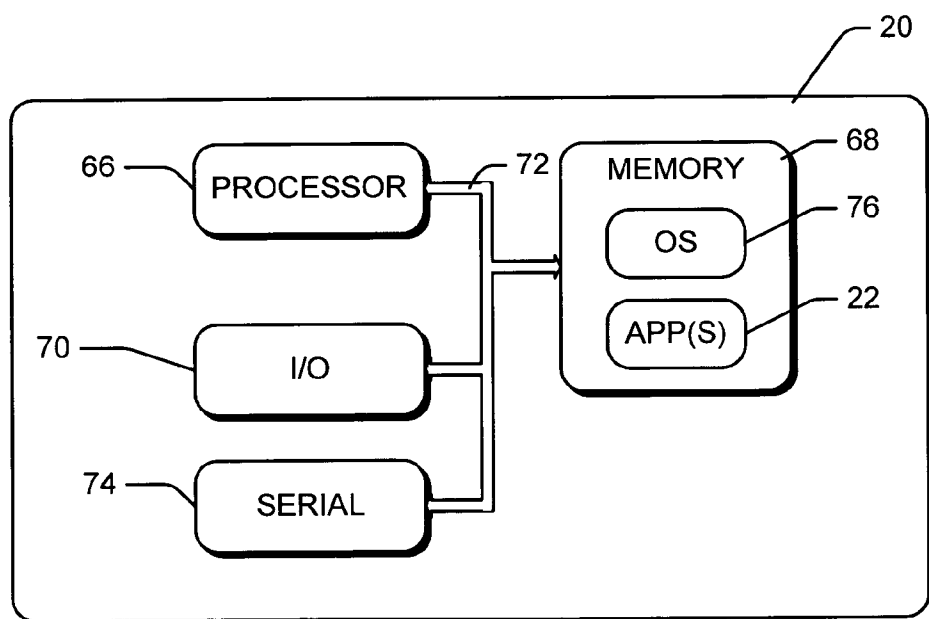 20
66
PROCESSOR
72
MEMORY
68
OS
76
APP(S)
22
70
I/O
74
SERIAL